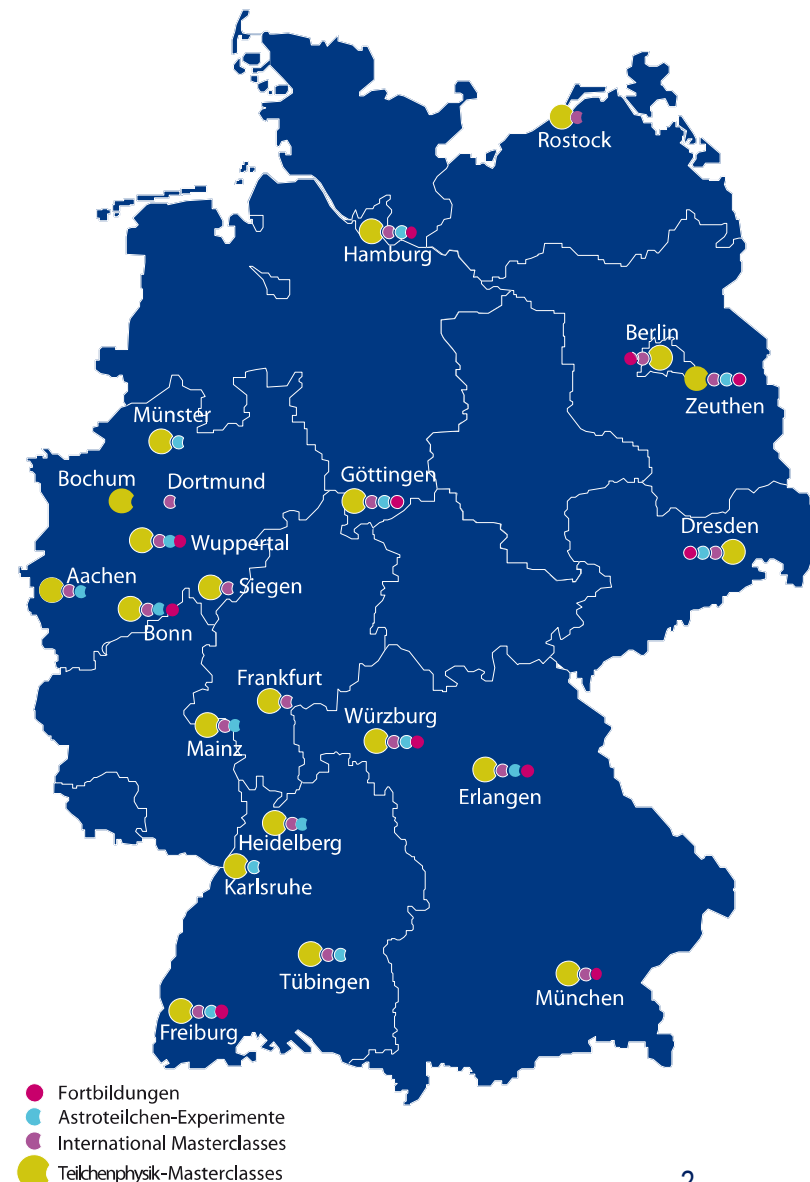 Rostock
Hamburg
Berlin
Zeuthen
Münster
Bochum
Dortmund
Göttingen
Wuppertal
Dresden
Aachen
Siegen
Bonn
Frankfurt
Mainz
Würzburg
Erlangen
Heidelberg
Karlsruhe
Tübingen
München
Freiburg
Fortbildungen
Astroteilchen-Experimente
International Masterclasses
Teilchenphysik-Masterclasses
2